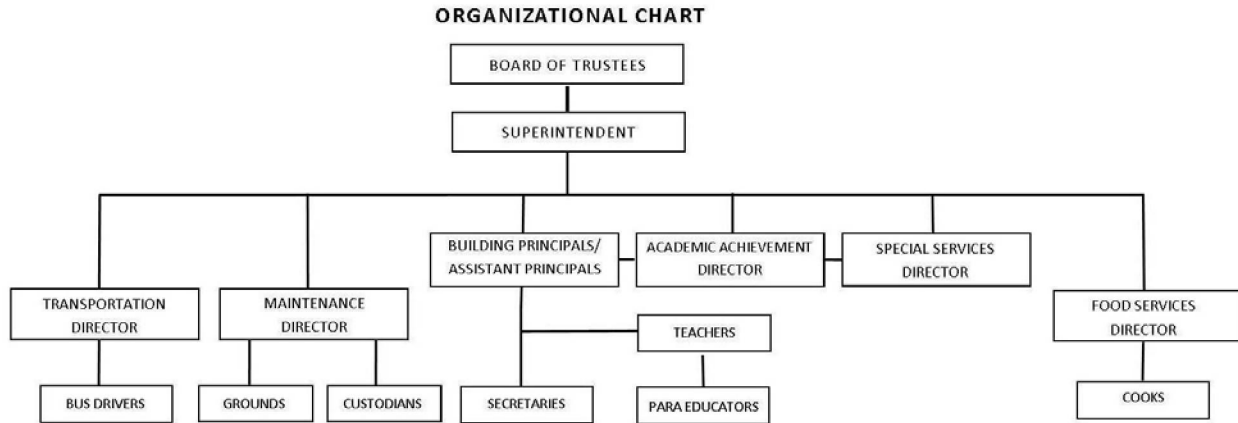 ORGANIZATIONAL CHART
BOARD OF TRUSTEES
SUPERINTENDENT
BUILDING PRINCIPALS/
ASSISTANT PRINCIPALS
ACADEMIC ACHIEVEMENT
DIRECTOR
SPECIAL SERVICES
DIRECTOR
TRANSPORTATION
DIRECTOR
MAINTENANCE
DIRECTOR
FOOD SERVICES
DIRECTOR
TEACHERS
BUS DRIVERS
GROUNDS
CUSTODIANS
SECRETARIES
PARA EDUCATORS
COOKS